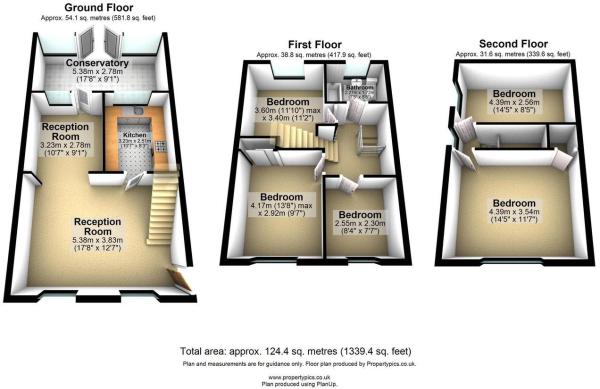 Ground Floor
Approx. 54.1 sq. metres (581.8 sq. feet)
Conservatory
5.38m x 2.78m
(17'8" x 9'1")
Reception
Room
3.23m x 2.78m
(10'7" x 9'1")
Kitchen
3.23m x 2.51m
(10'7" x 8'3")
Reception
Room
5.38m x 3.83m
(17'8" x 12'7")
First Floor
Approx. 38.8 sq. metres (417.9 sq. feet)
Bathroom
Bedroom
3.60m (11'10") max
x 3.40m (11'2")
Bedroom
4.17m (13'8") max
x 2.92m (9'7")
Bedroom
2.55m x 2.30m
(8'4" x 7'7")
Second Floor
Approx. 31.6 sq. metres (339.6 sq. feet)
Bedroom
4.39m x 2.56m
(14'5" x 8'5")
Bedroom
4.39m x 3.54m
(14'5" x 11'7")
Total area: approx. 124.4 sq. metres (1339.4 sq. feet)
Plan and measurements are for guidance only. Floor plan produced by Propertypics.co.uk.
www.propertypics.co.uk
Plan produced using PlanUp.